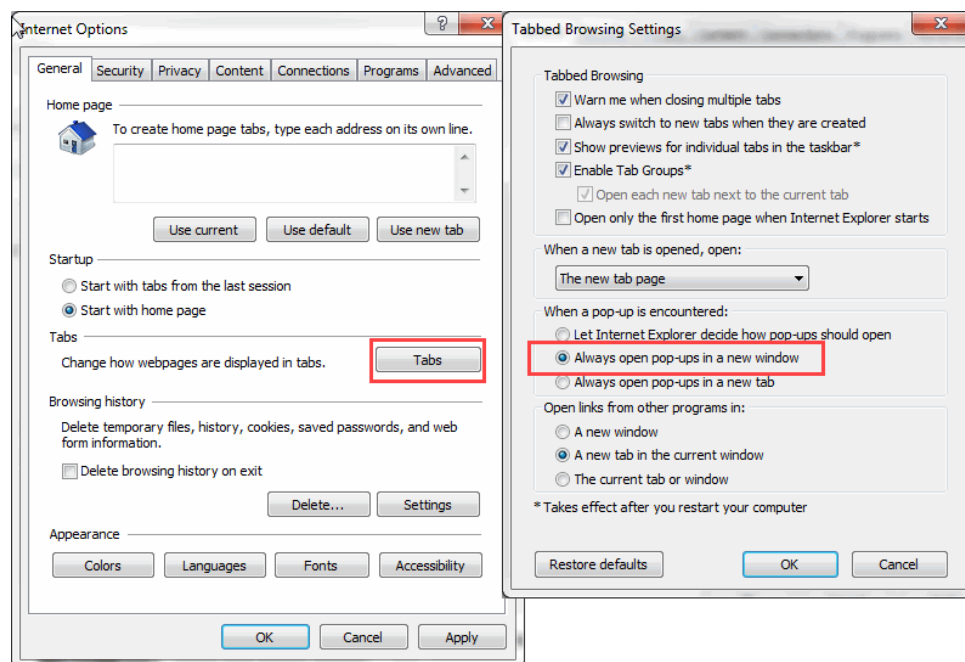 Internet Options
General Security Privacy Content Connections Programs Advanced
Home page
To create home page tabs, type each address on its own line.
Use current Use default Use new tab
Startup
Start with tabs from the last session
Start with home page
Tabs
Change how webpages are displayed in tabs.
Tabs
Browsing history
Delete temporary files, history, cookies, saved passwords, and web
form information.
Delete browsing history on exit
Delete... Settings
Appearance
Colors Languages Fonts Accessibility
OK Cancel Apply
Tabbed Browsing Settings
Tabbed Browsing
Warn me when closing multiple tabs
Always switch to new tabs when they are created
Show previews for individual tabs in the taskbar*
Enable Tab Groups*
Open each new tab next to the current tab
Open only the first home page when Internet Explorer starts
When a new tab is opened, open:
The new tab page
When a pop-up is encountered:
Let Internet Explorer decide how pop-ups should open
Always open pop-ups in a new window
Always open pop-ups in a new tab
Open links from other programs in:
A new window
A new tab in the current window
The current tab or window
* Takes effect after you restart your computer
Restore defaults OK Cancel